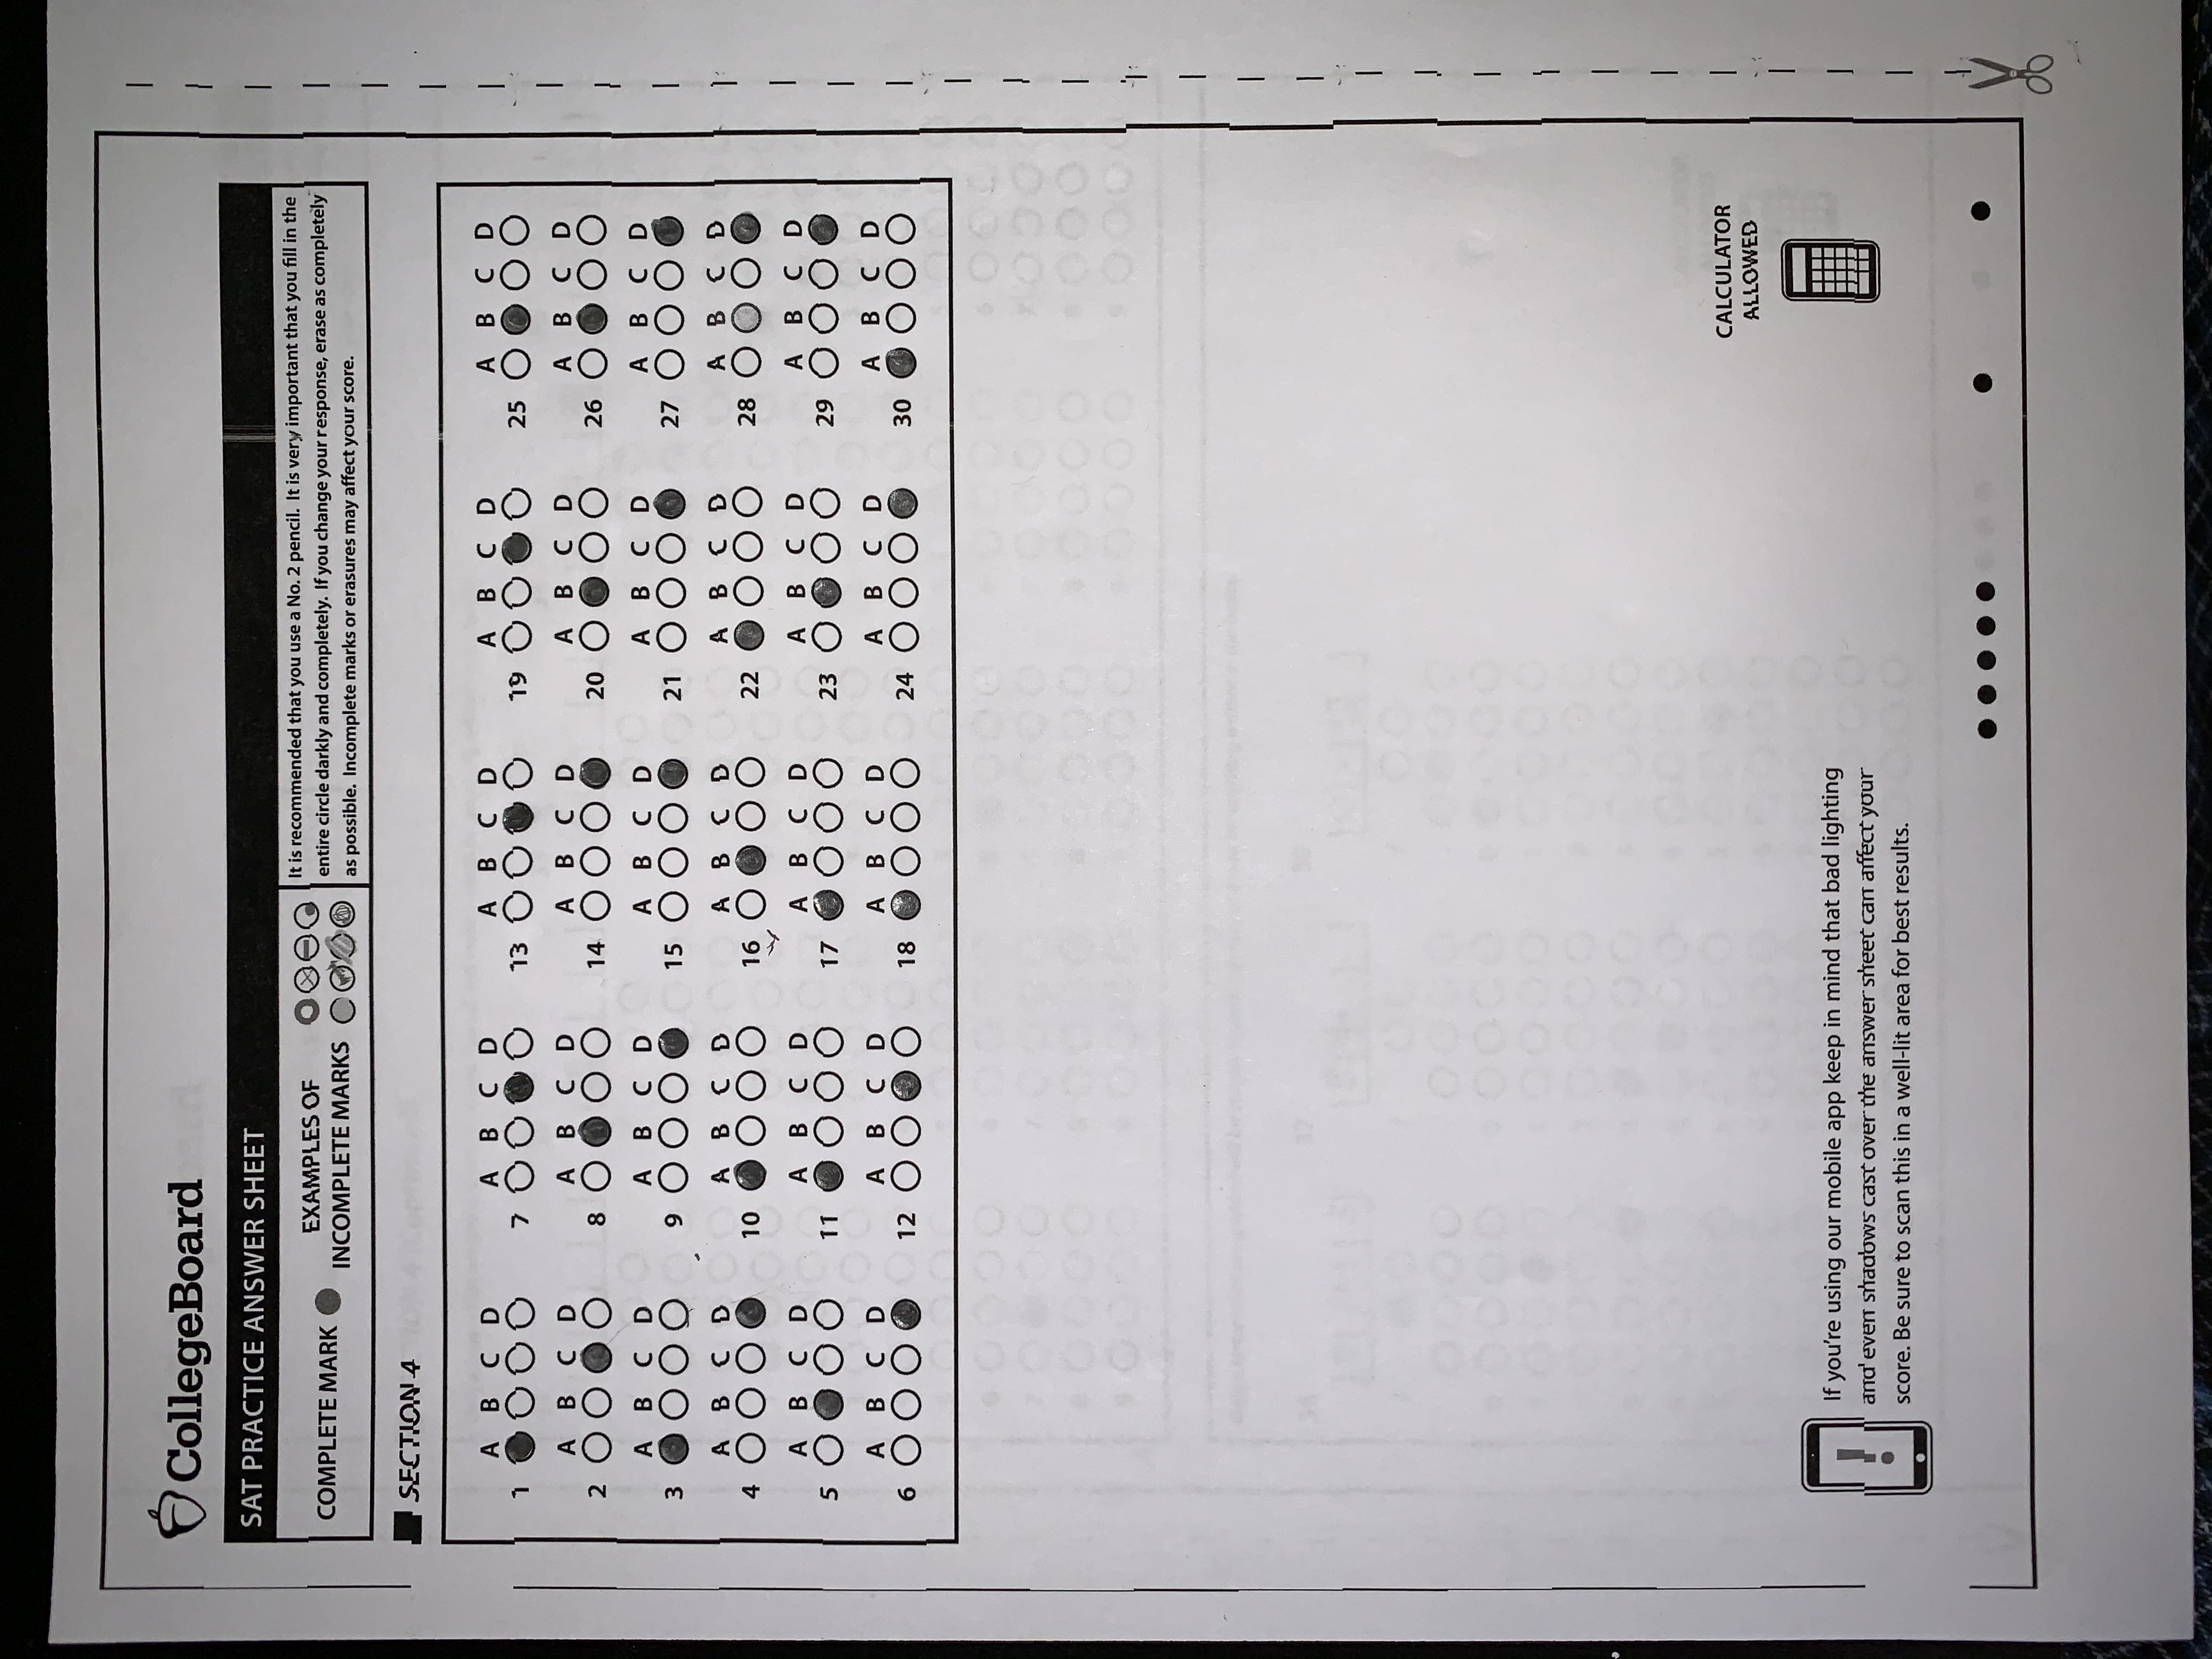 CollegeBoard
SAT PRACTICE ANSWER SHEET
COMPLETE MARK
EXAMPLES OF
INCOMPLETE MARKS
It is recommended that you use a No. 2 pencil. It is very important that you fill in the
entire circle darkly and completely. If you change your response, erase as completely
as possible. Incomplete marks or erasures may affect your score.
SECTION 4
A B C D A B C D A B C D A B C D A B C D
1 7 13 19 25
A B C D A B C D A B C D A B C D A B C D
2 8 14 20 26
A B C D A B C D A B C D A B C D A B C D
3 9 15 21 27
A B C D A B C D A B C D A B C D A B C D
4 10 16 22 28
A B C D A B C D A B C D A B C D A B C D
5 11 17 23 29
A B C D A B C D A B C D A B C D A B C D
6 12 18 24 30
CALCULATOR
ALLOWED
If you're using our mobile app keep in mind that bad lighting
and even shadows cast over the answer sheet can affect your
score. Be sure to scan this in a well-lit area for best results.